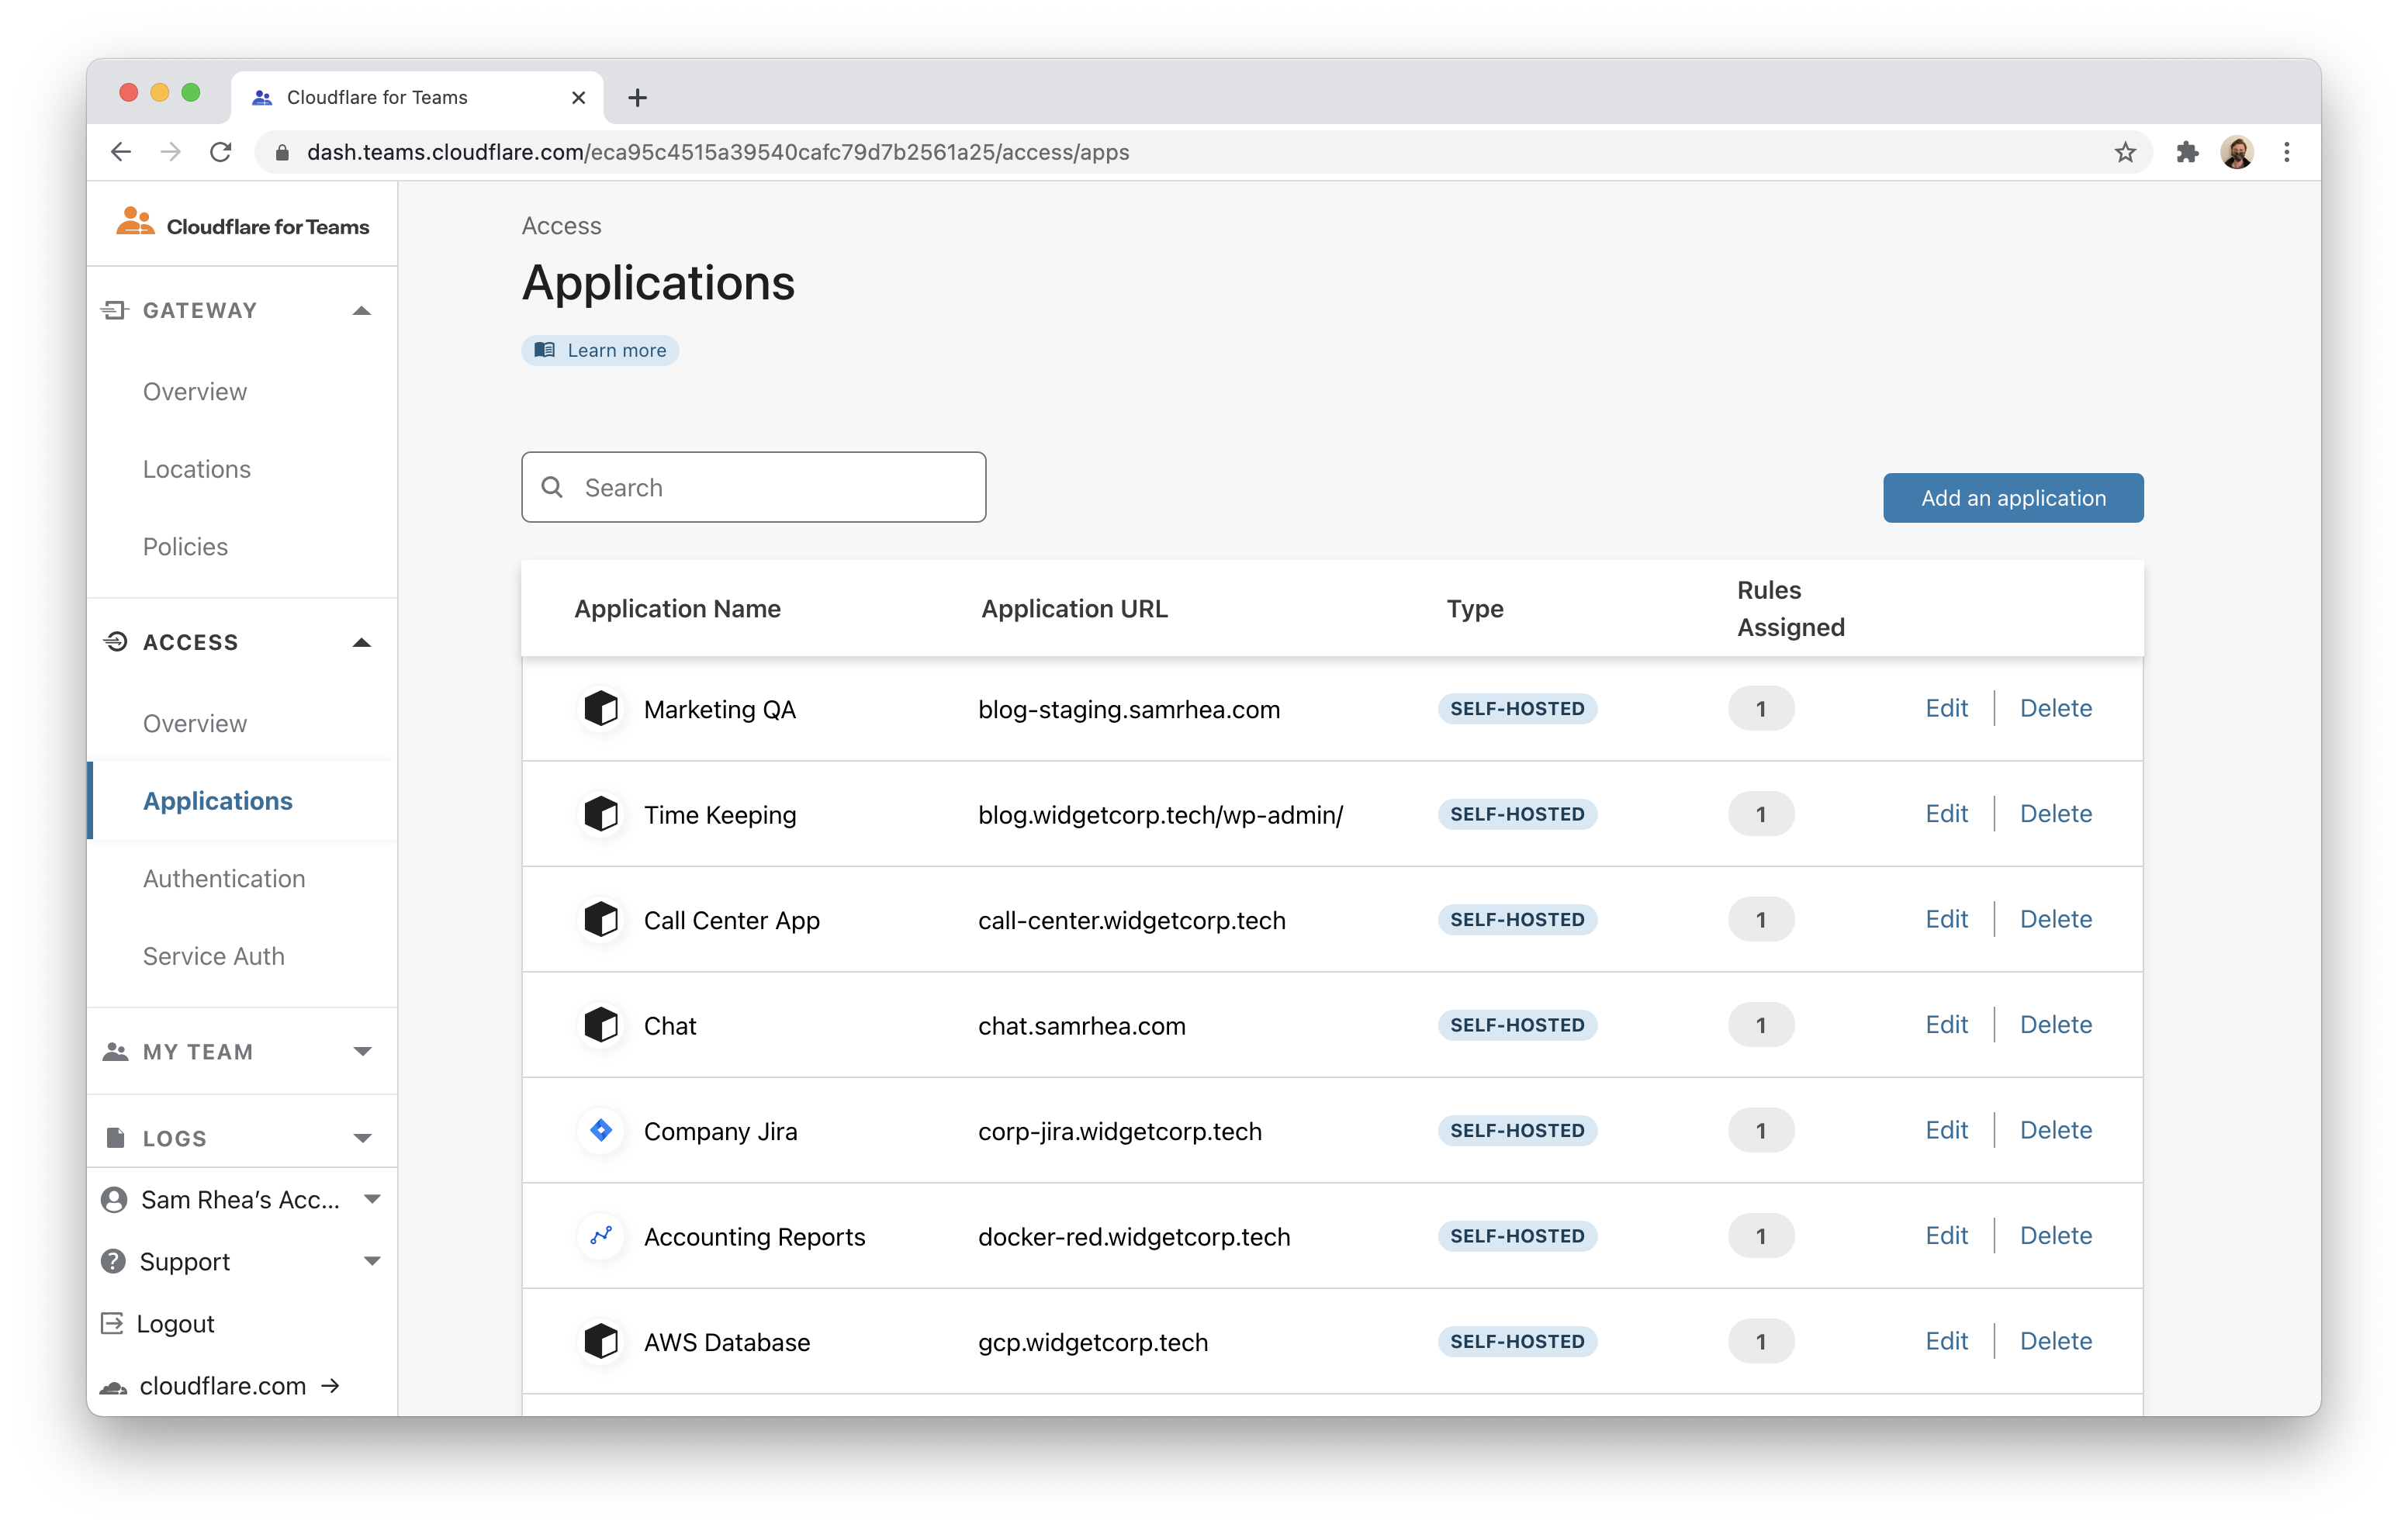 Cloudflare for Teams
dash.teams.cloudflare.com/eca95c4515a39540cafc79d7b2561a25/access/apps
Cloudflare for Teams
GATEWAY
Overview
Locations
Policies
ACCESS
Overview
Applications
Authentication
Service Auth
MY TEAM
LOGS
Sam Rhea’s Acc...
Support
Logout
cloudflare.com
Access
Applications
Learn more
Search
Add an application
Application Name Application URL Type Rules Assigned
Marketing QA blog-staging.samrhea.com SELF-HOSTED 1 Edit Delete
Time Keeping blog.widgetcorp.tech/wp-admin/ SELF-HOSTED 1 Edit Delete
Call Center App call-center.widgetcorp.tech SELF-HOSTED 1 Edit Delete
Chat chat.samrhea.com SELF-HOSTED 1 Edit Delete
Company Jira corp-jira.widgetcorp.tech SELF-HOSTED 1 Edit Delete
Accounting Reports docker-red.widgetcorp.tech SELF-HOSTED 1 Edit Delete
AWS Database gcp.widgetcorp.tech SELF-HOSTED 1 Edit Delete